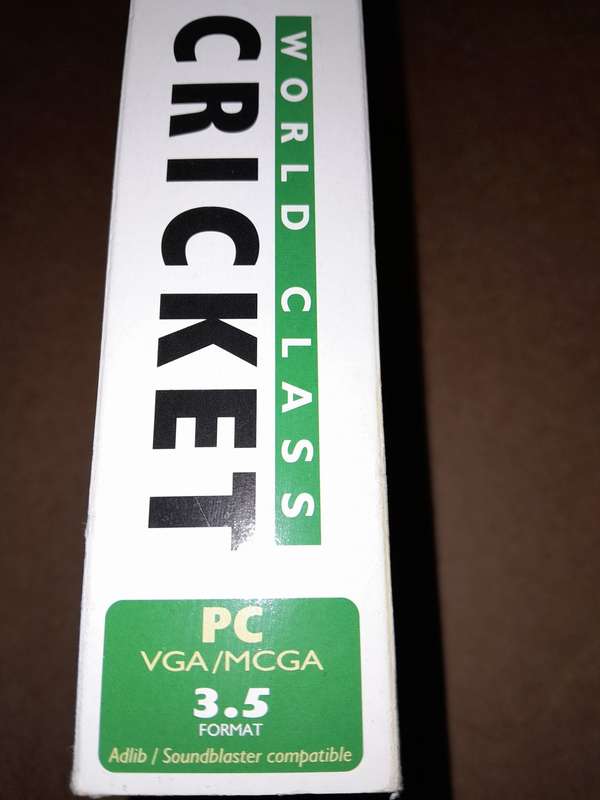 WORLD CLASS
CRICKET
PC
VGA/MCGA
3.5
FORMAT
Adlib / Soundblaster compatible